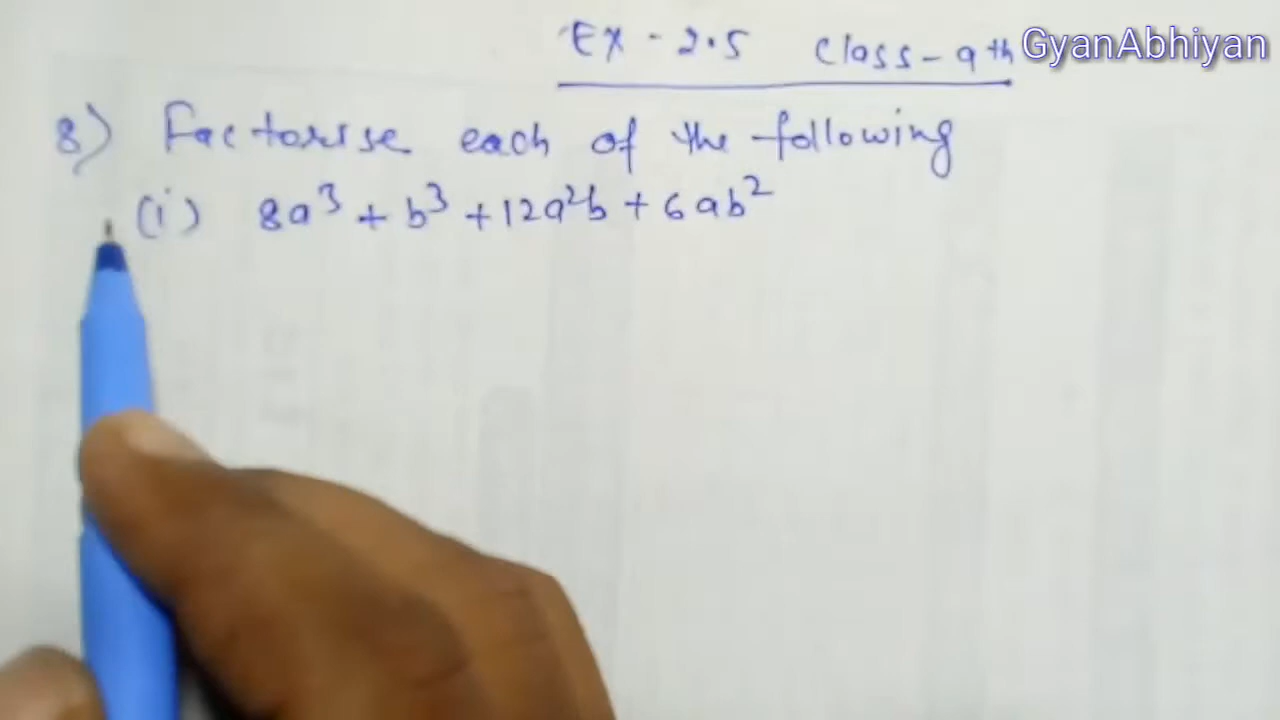 Ex - 2.5 Class - 9th GyanAbhiyan
8) Factorise each of the following
(i) 8a³ + b³ + 12a²b + 6ab²